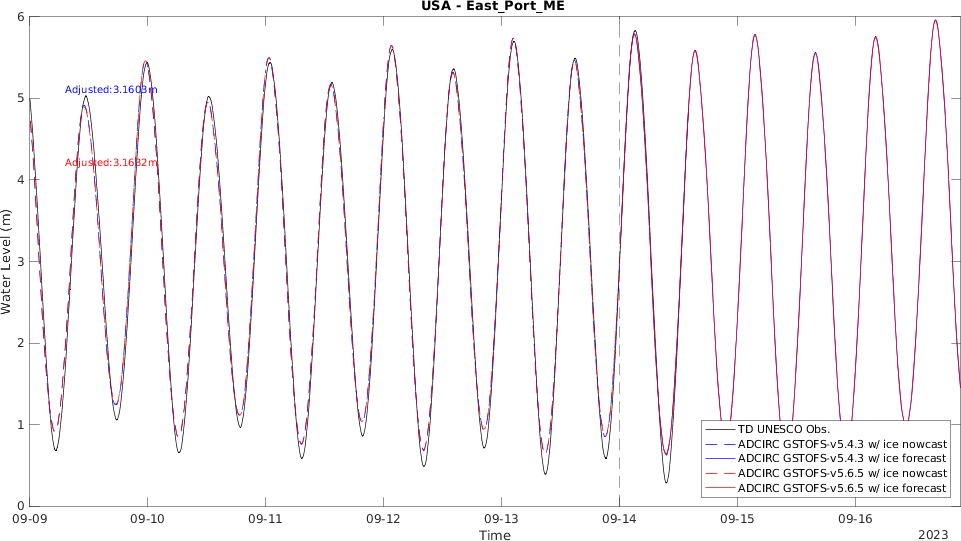 USA - East_Port_ME
6
5
4
3
2
1
0
Water Level (m)
Adjusted:3.1603m
Adjusted:3.1632m
TD UNESCO Obs.
ADCIRC GSTOFS-v5.4.3 w/ ice nowcast
ADCIRC GSTOFS-v5.4.3 w/ ice forecast
ADCIRC GSTOFS-v5.6.5 w/ ice nowcast
ADCIRC GSTOFS-v5.6.5 w/ ice forecast
09-09 09-10 09-11 09-12 09-13 09-14 09-15 09-16
Time
2023